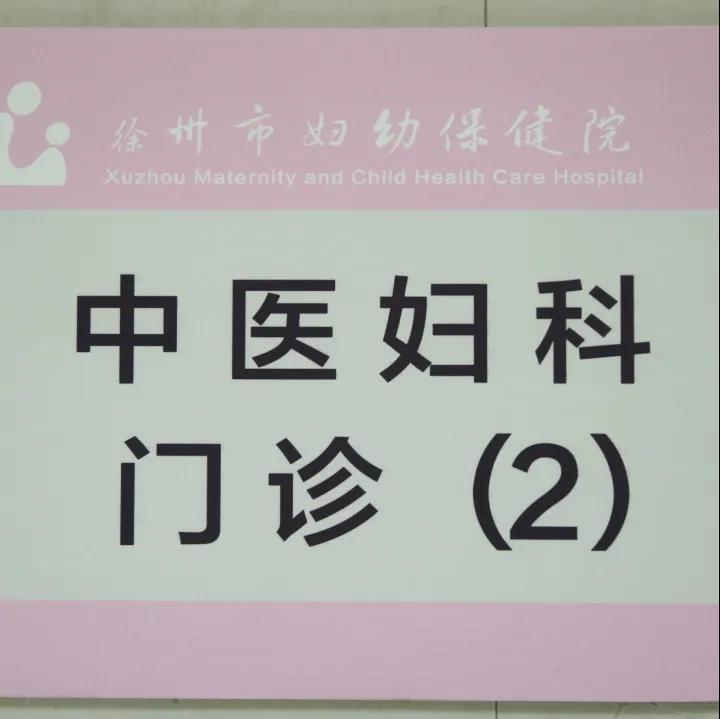 徐州市妇幼保健院
Xuzhou Maternity and Child Health Care Hospital
中医妇科
门诊 (2)